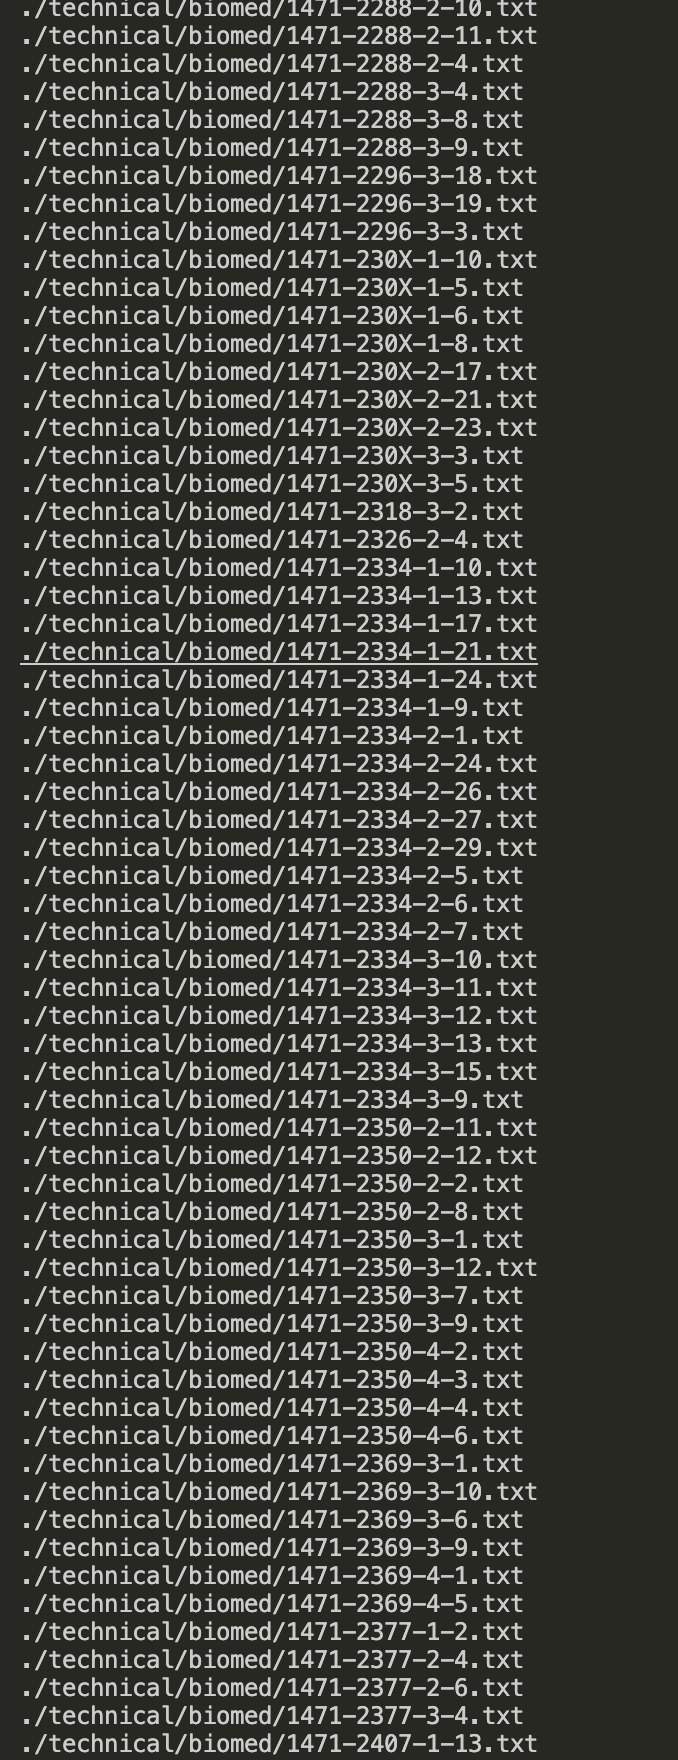 ./technical/biomed/1471-2288-2-10.txt
./technical/biomed/1471-2288-2-11.txt
./technical/biomed/1471-2288-2-4.txt
./technical/biomed/1471-2288-3-4.txt
./technical/biomed/1471-2288-3-8.txt
./technical/biomed/1471-2288-3-9.txt
./technical/biomed/1471-2296-3-18.txt
./technical/biomed/1471-2296-3-19.txt
./technical/biomed/1471-2296-3-3.txt
./technical/biomed/1471-230X-1-10.txt
./technical/biomed/1471-230X-1-5.txt
./technical/biomed/1471-230X-1-6.txt
./technical/biomed/1471-230X-1-8.txt
./technical/biomed/1471-230X-2-17.txt
./technical/biomed/1471-230X-2-21.txt
./technical/biomed/1471-230X-2-23.txt
./technical/biomed/1471-230X-3-3.txt
./technical/biomed/1471-230X-3-5.txt
./technical/biomed/1471-2318-3-2.txt
./technical/biomed/1471-2326-2-4.txt
./technical/biomed/1471-2334-1-10.txt
./technical/biomed/1471-2334-1-13.txt
./technical/biomed/1471-2334-1-17.txt
./technical/biomed/1471-2334-1-21.txt
./technical/biomed/1471-2334-1-24.txt
./technical/biomed/1471-2334-1-9.txt
./technical/biomed/1471-2334-2-1.txt
./technical/biomed/1471-2334-2-24.txt
./technical/biomed/1471-2334-2-26.txt
./technical/biomed/1471-2334-2-27.txt
./technical/biomed/1471-2334-2-29.txt
./technical/biomed/1471-2334-2-5.txt
./technical/biomed/1471-2334-2-6.txt
./technical/biomed/1471-2334-2-7.txt
./technical/biomed/1471-2334-3-10.txt
./technical/biomed/1471-2334-3-11.txt
./technical/biomed/1471-2334-3-12.txt
./technical/biomed/1471-2334-3-13.txt
./technical/biomed/1471-2334-3-15.txt
./technical/biomed/1471-2334-3-9.txt
./technical/biomed/1471-2350-2-11.txt
./technical/biomed/1471-2350-2-12.txt
./technical/biomed/1471-2350-2-2.txt
./technical/biomed/1471-2350-2-8.txt
./technical/biomed/1471-2350-3-1.txt
./technical/biomed/1471-2350-3-12.txt
./technical/biomed/1471-2350-3-7.txt
./technical/biomed/1471-2350-3-9.txt
./technical/biomed/1471-2350-4-2.txt
./technical/biomed/1471-2350-4-3.txt
./technical/biomed/1471-2350-4-4.txt
./technical/biomed/1471-2350-4-6.txt
./technical/biomed/1471-2369-3-1.txt
./technical/biomed/1471-2369-3-10.txt
./technical/biomed/1471-2369-3-6.txt
./technical/biomed/1471-2369-3-9.txt
./technical/biomed/1471-2369-4-1.txt
./technical/biomed/1471-2369-4-5.txt
./technical/biomed/1471-2377-1-2.txt
./technical/biomed/1471-2377-2-4.txt
./technical/biomed/1471-2377-2-6.txt
./technical/biomed/1471-2377-3-4.txt
./technical/biomed/1471-2407-1-13.txt